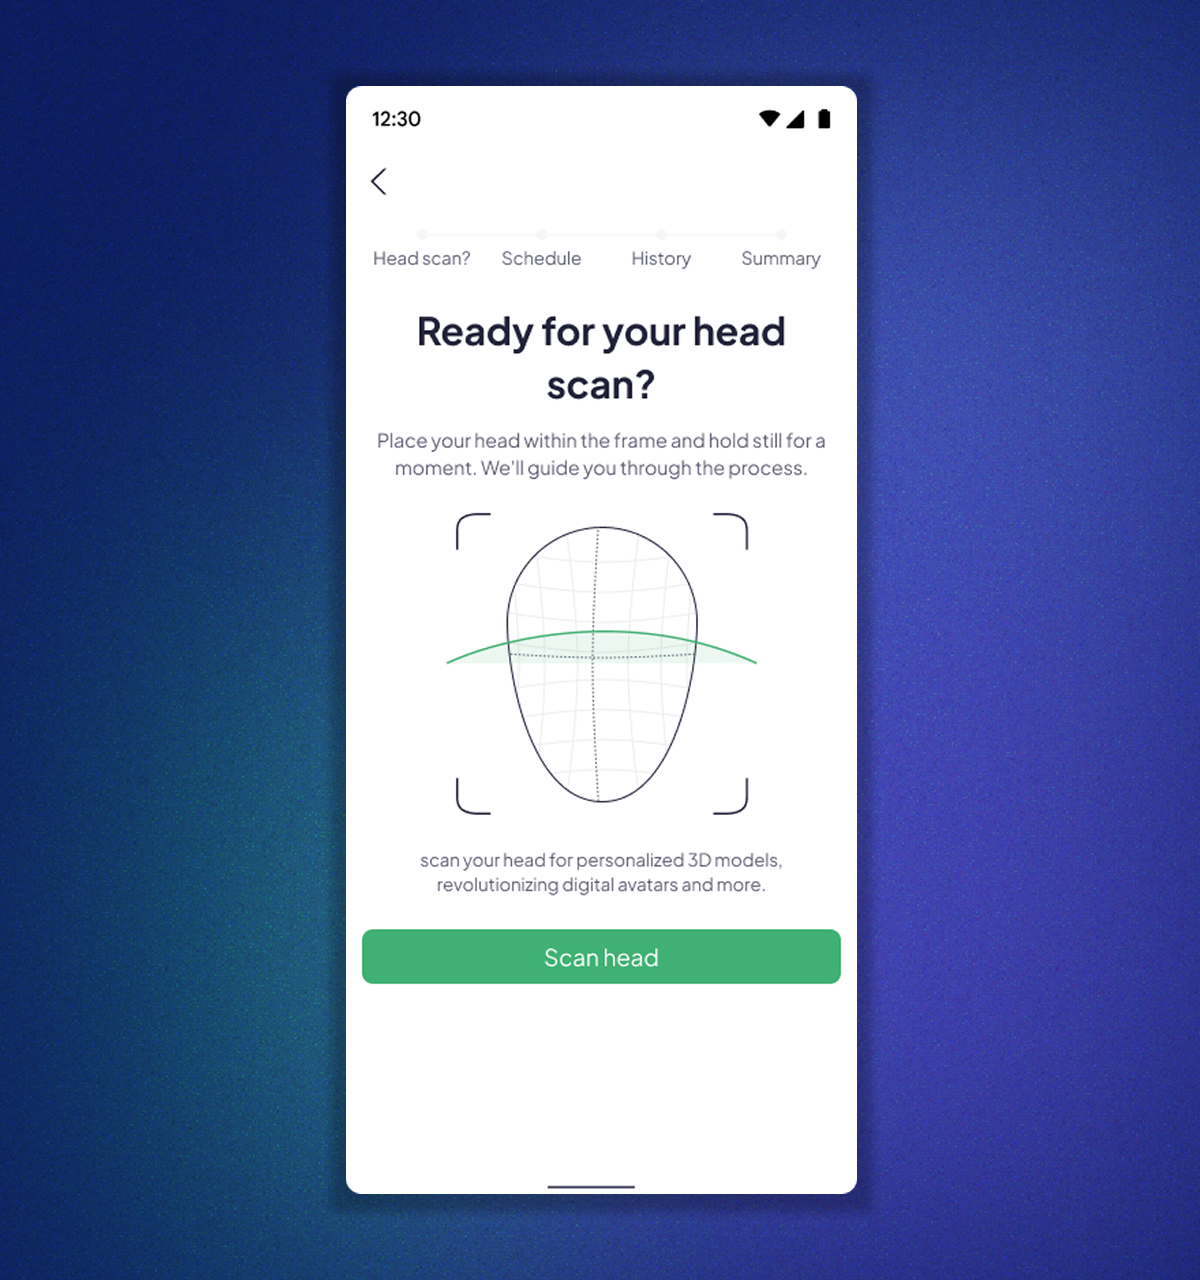 12:30
Head scan? Schedule History Summary
Ready for your head
scan?
Place your head within the frame and hold still for a
moment. We'll guide you through the process.
scan your head for personalized 3D models,
revolutionizing digital avatars and more.
Scan head